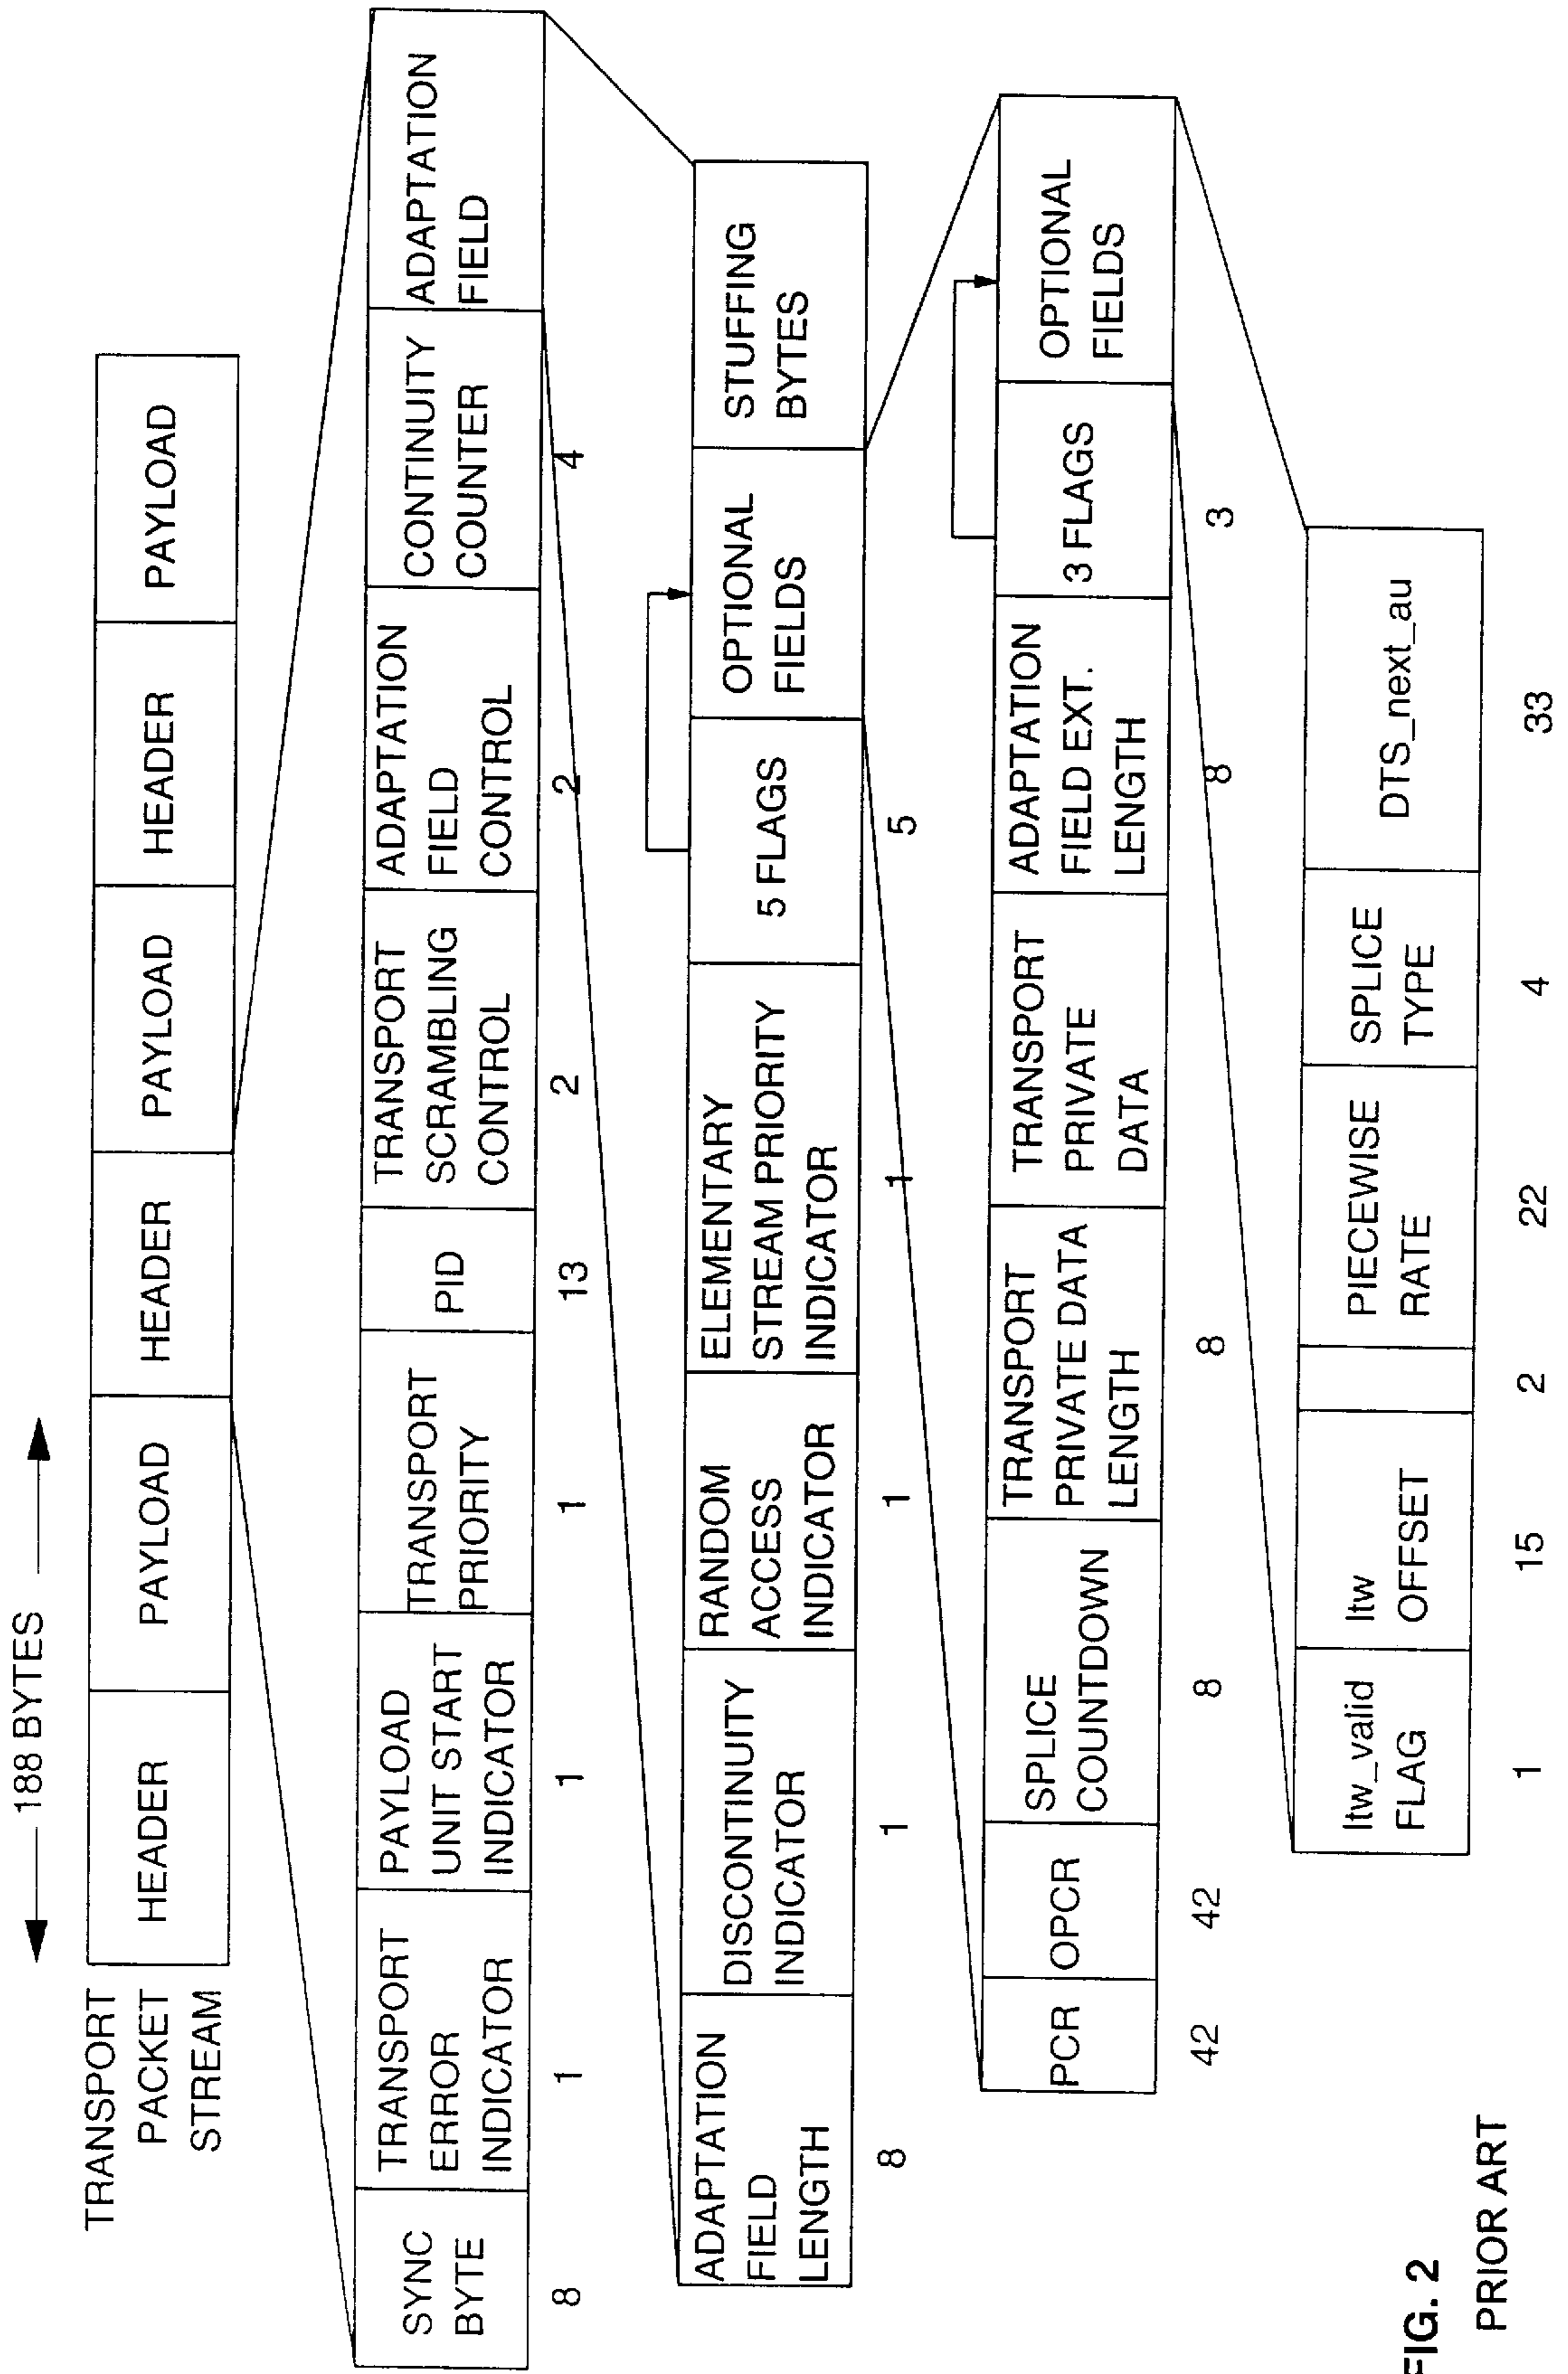 188 BYTES
TRANSPORT
PACKET
STREAM
HEADER
PAYLOAD
HEADER
PAYLOAD
HEADER
PAYLOAD
SYNC
BYTE
TRANSPORT
ERROR
INDICATOR
PAYLOAD
UNIT START
INDICATOR
TRANSPORT
PRIORITY
PID
TRANSPORT
SCRAMBLING
CONTROL
ADAPTATION
FIELD
CONTROL
CONTINUITY
COUNTER
ADAPTATION
FIELD
8
1
1
1
13
2
2
4
ADAPTATION
FIELD
LENGTH
DISCONTINUITY
INDICATOR
RANDOM
ACCESS
INDICATOR
ELEMENTARY
STREAM PRIORITY
INDICATOR
5 FLAGS
OPTIONAL
FIELDS
STUFFING
BYTES
8
1
1
1
5
PCR
OPCR
SPLICE
COUNTDOWN
TRANSPORT
PRIVATE DATA
LENGTH
TRANSPORT
PRIVATE
DATA
ADAPTATION
FIELD EXT.
LENGTH
3 FLAGS
OPTIONAL
FIELDS
42
42
8
8
8
3
ltw_valid
FLAG
ltw
OFFSET
PIECEWISE
RATE
SPLICE
TYPE
DTS_next_au
1
15
2
22
4
33
FIG. 2
PRIOR ART